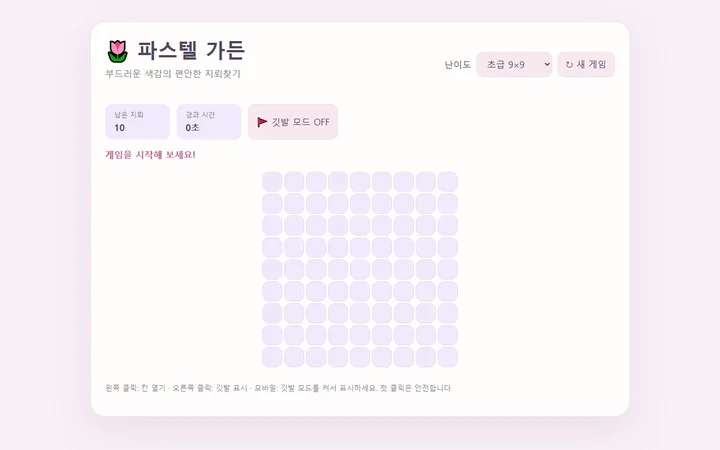 파스텔 가든
부드러운 색감의 편안한 지뢰찾기
난이도 초급 9×9 ↻ 새 게임
남은 지뢰
10
경과 시간
0초
깃발 모드 OFF
게임을 시작해 보세요!
왼쪽 클릭: 칸 열기 · 오른쪽 클릭: 깃발 표시 · 모바일: 깃발 모드를 켜서 표시하세요. 첫 클릭은 안전합니다.